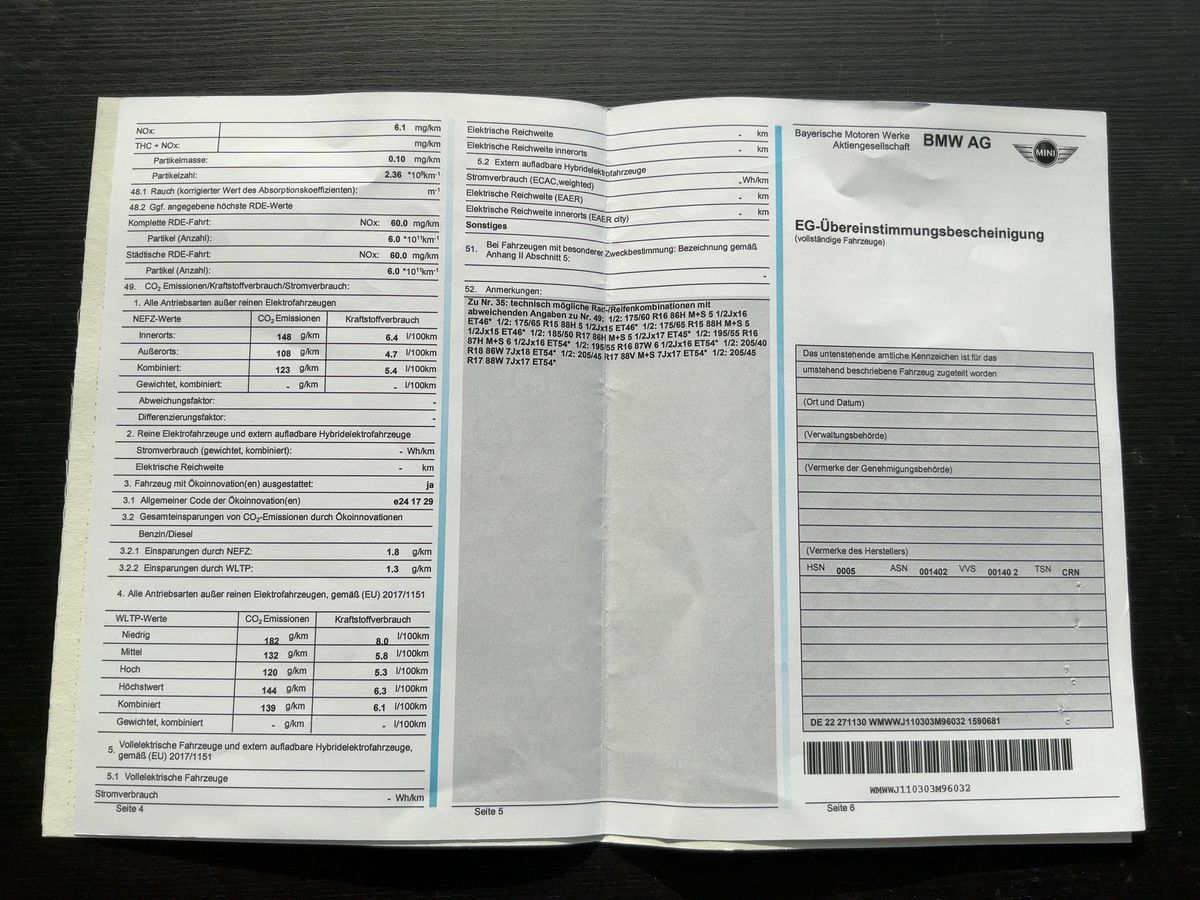 NOx: 6.1 mg/km
THC + NOx: mg/km
Partikelmasse: 0.10 mg/km
Partikelzahl: 2.36 *10⁹km⁻¹
48.1 Rauch (korrigierter Wert des Absorptionskoeffizienten): m⁻¹
48.2 Ggf. angegebene höchste RDE-Werte
Komplette RDE-Fahrt: NOx: 60.0 mg/km
Partikel (Anzahl): 6.0 *10¹¹km⁻¹
Städtische RDE-Fahrt: NOx: 60.0 mg/km
Partikel (Anzahl): 6.0 *10¹¹km⁻¹
49. CO₂ Emissionen/Kraftstoffverbrauch/Stromverbrauch:
1. Alle Antriebsarten außer reinen Elektrofahrzeugen
NEFZ-Werte CO₂ Emissionen Kraftstoffverbrauch
Innerorts: 148 g/km 6.4 l/100km
Außerorts: 108 g/km 4.7 l/100km
Kombiniert: 123 g/km 5.4 l/100km
Gewichtet, kombiniert: - g/km - l/100km
Abweichungsfaktor: -
Differenzierungsfaktor: -
2. Reine Elektrofahrzeuge und extern aufladbare Hybridelektrofahrzeuge
Stromverbrauch (gewichtet, kombiniert): - Wh/km
Elektrische Reichweite - km
3. Fahrzeug mit Ökoinnovation(en) ausgestattet: ja
3.1 Allgemeiner Code der Ökoinnovation(en) e24 17 29
3.2 Gesamteinsparungen von CO₂-Emissionen durch Ökoinnovationen
Benzin/Diesel
3.2.1 Einsparungen durch NEFZ: 1.8 g/km
3.2.2 Einsparungen durch WLTP: 1.3 g/km
4. Alle Antriebsarten außer reinen Elektrofahrzeugen, gemäß (EU) 2017/1151
WLTP-Werte CO₂ Emissionen Kraftstoffverbrauch
Niedrig 182 g/km 8.0 l/100km
Mittel 132 g/km 5.8 l/100km
Hoch 120 g/km 5.3 l/100km
Höchstwert 144 g/km 6.3 l/100km
Kombiniert 139 g/km 6.1 l/100km
Gewichtet, kombiniert - g/km - l/100km
5. Vollelektrische Fahrzeuge und extern aufladbare Hybridelektrofahrzeuge,
gemäß (EU) 2017/1151
5.1 Vollelektrische Fahrzeuge
Stromverbrauch - Wh/km
Seite 4
Elektrische Reichweite - km
Elektrische Reichweite innerorts - km
5.2 Extern aufladbare Hybridelektrofahrzeuge
Stromverbrauch (ECAC,weighted) - Wh/km
Elektrische Reichweite (EAER) - km
Elektrische Reichweite innerorts (EAER city) - km
Sonstiges
51. Bei Fahrzeugen mit besonderer Zweckbestimmung: Bezeichnung gemäß
Anhang II Abschnitt 5:
-
52. Anmerkungen:
Zu Nr. 35: technisch mögliche Rad-/Reifenkombinationen mit
abweichenden Angaben zu Nr. 49: 1/2: 175/60 R16 86H M+S 5 1/2Jx16
ET46* 1/2: 175/65 R15 88H 5 1/2Jx15 ET46* 1/2: 175/65 R15 88H M+S 5
1/2Jx15 ET46* 1/2: 185/50 R17 86H M+S 5 1/2Jx17 ET45* 1/2: 195/55 R16
87H M+S 6 1/2Jx16 ET54* 1/2: 195/55 R16 87W 6 1/2Jx16 ET54* 1/2: 205/40
R18 86W 7Jx18 ET54* 1/2: 205/45 R17 88V M+S 7Jx17 ET54* 1/2: 205/45
R17 88W 7Jx17 ET54*
Seite 5
Bayerische Motoren Werke
Aktiengesellschaft
BMW AG
MINI
EG-Übereinstimmungsbescheinigung
(vollständige Fahrzeuge)
Das untenstehende amtliche Kennzeichen ist für das
umstehend beschriebene Fahrzeug zugeteilt worden
(Ort und Datum)
(Verwaltungsbehörde)
(Vermerke der Genehmigungsbehörde)
(Vermerke des Herstellers)
HSN 0005 ASN 001402 VVS 00140 2 TSN CRN
DE 22 271130 WMWWJ110303M96032 1590681
WMWWJ110303M96032
Seite 6